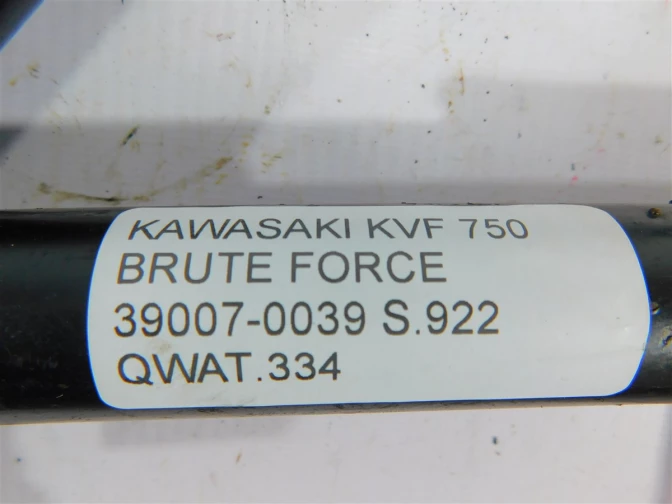 KAWASAKI KVF 750
BRUTE FORCE
39007-0039 S.922
QWAT.334